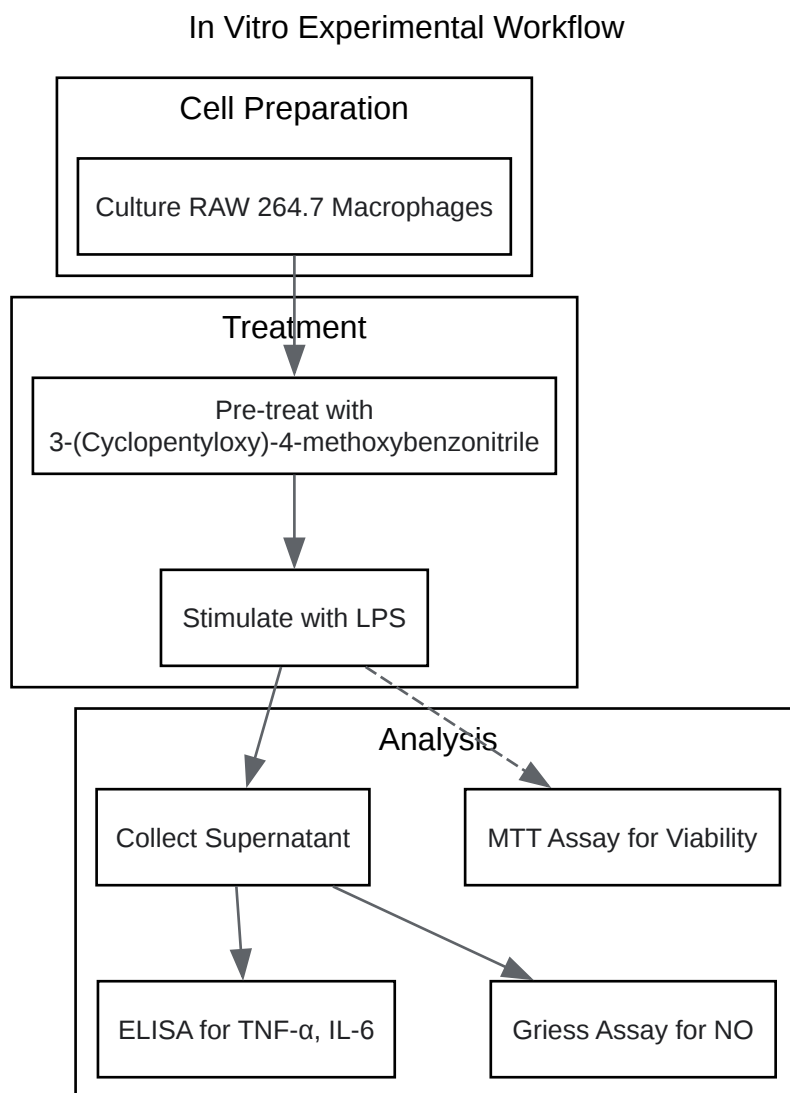 In Vitro Experimental Workflow
Cell Preparation
Culture RAW 264.7 Macrophages
Treatment
Pre-treat with
3-(Cyclopentyloxy)-4-methoxybenzonitrile
Stimulate with LPS
Analysis
Collect Supernatant
MTT Assay for Viability
ELISA for TNF-α, IL-6
Griess Assay for NO